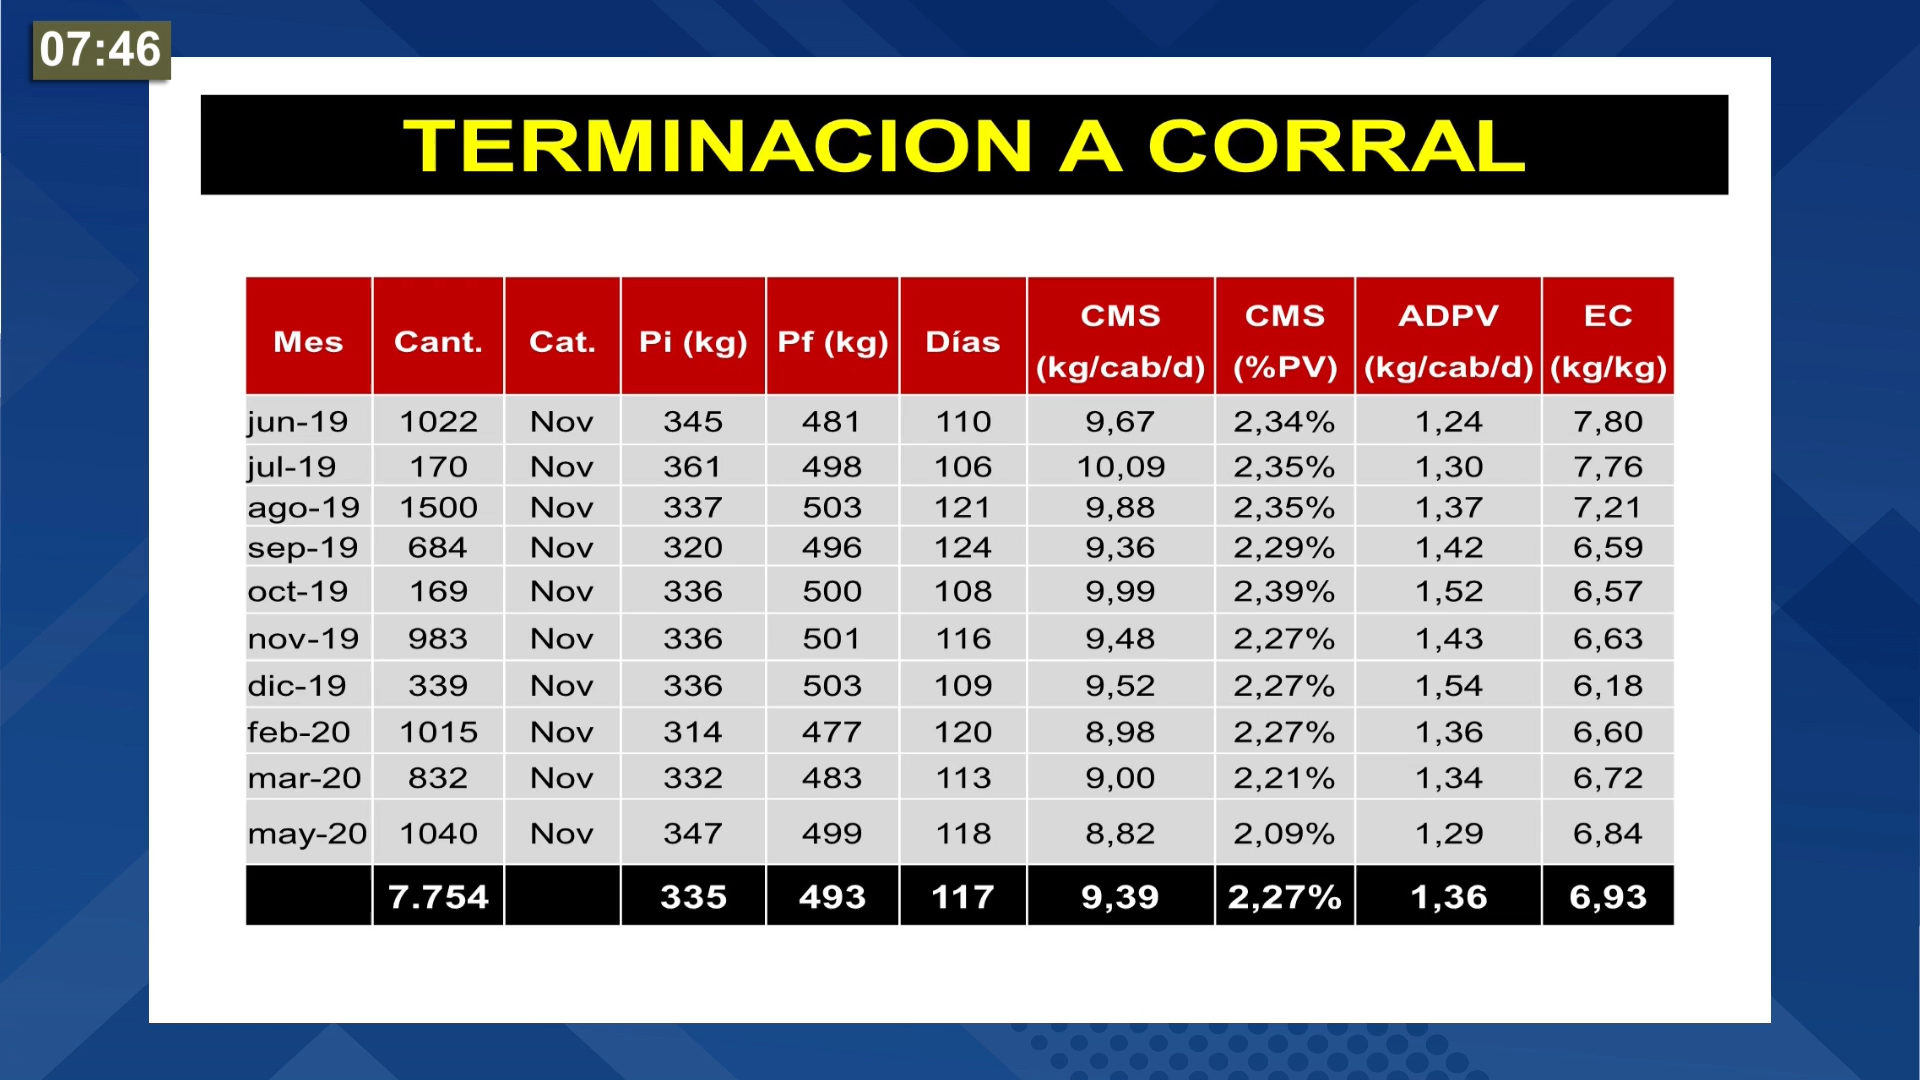 07:46
TERMINACION A CORRAL
Mes Cant. Cat. Pi (kg) Pf (kg) Días CMS (kg/cab/d) CMS (%PV) ADPV (kg/cab/d) EC (kg/kg)
jun-19 1022 Nov 345 481 110 9,67 2,34% 1,24 7,80
jul-19 170 Nov 361 498 106 10,09 2,35% 1,30 7,76
ago-19 1500 Nov 337 503 121 9,88 2,35% 1,37 7,21
sep-19 684 Nov 320 496 124 9,36 2,29% 1,42 6,59
oct-19 169 Nov 336 500 108 9,99 2,39% 1,52 6,57
nov-19 983 Nov 336 501 116 9,48 2,27% 1,43 6,63
dic-19 339 Nov 336 503 109 9,52 2,27% 1,54 6,18
feb-20 1015 Nov 314 477 120 8,98 2,27% 1,36 6,60
mar-20 832 Nov 332 483 113 9,00 2,21% 1,34 6,72
may-20 1040 Nov 347 499 118 8,82 2,09% 1,29 6,84
7.754 335 493 117 9,39 2,27% 1,36 6,93